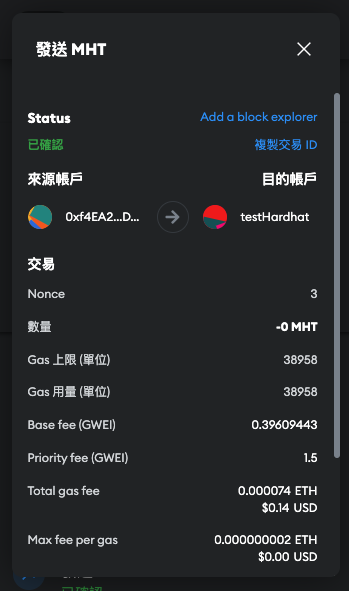 發送 MHT
Status Add a block explorer
已確認 複製交易 ID
來源帳戶 目的帳戶
0xf4EA2...D... testHardhat
交易
Nonce 3
數量 -0 MHT
Gas 上限 (單位) 38958
Gas 用量 (單位) 38958
Base fee (GWEI) 0.39609443
Priority fee (GWEI) 1.5
Total gas fee 0.000074 ETH
$0.14 USD
Max fee per gas 0.000000002 ETH
$0.00 USD
已確認